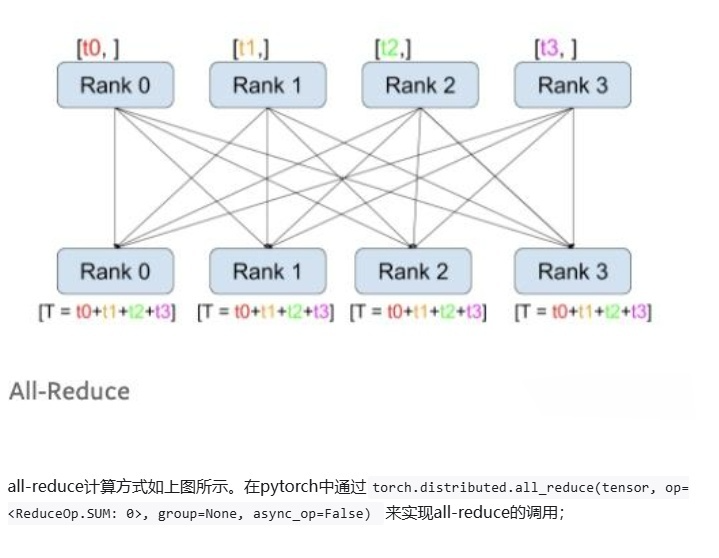 [t0, ] [t1,] [t2,] [t3, ]
Rank 0 Rank 1 Rank 2 Rank 3
Rank 0 Rank 1 Rank 2 Rank 3
[T = t0+t1+t2+t3] [T = t0+t1+t2+t3] [T = t0+t1+t2+t3] [T = t0+t1+t2+t3]
All-Reduce
all-reduce计算方式如上图所示。在pytorch中通过 torch.distributed.all_reduce(tensor, op=
<ReduceOp.SUM: 0>, group=None, async_op=False) 来实现all-reduce的调用；